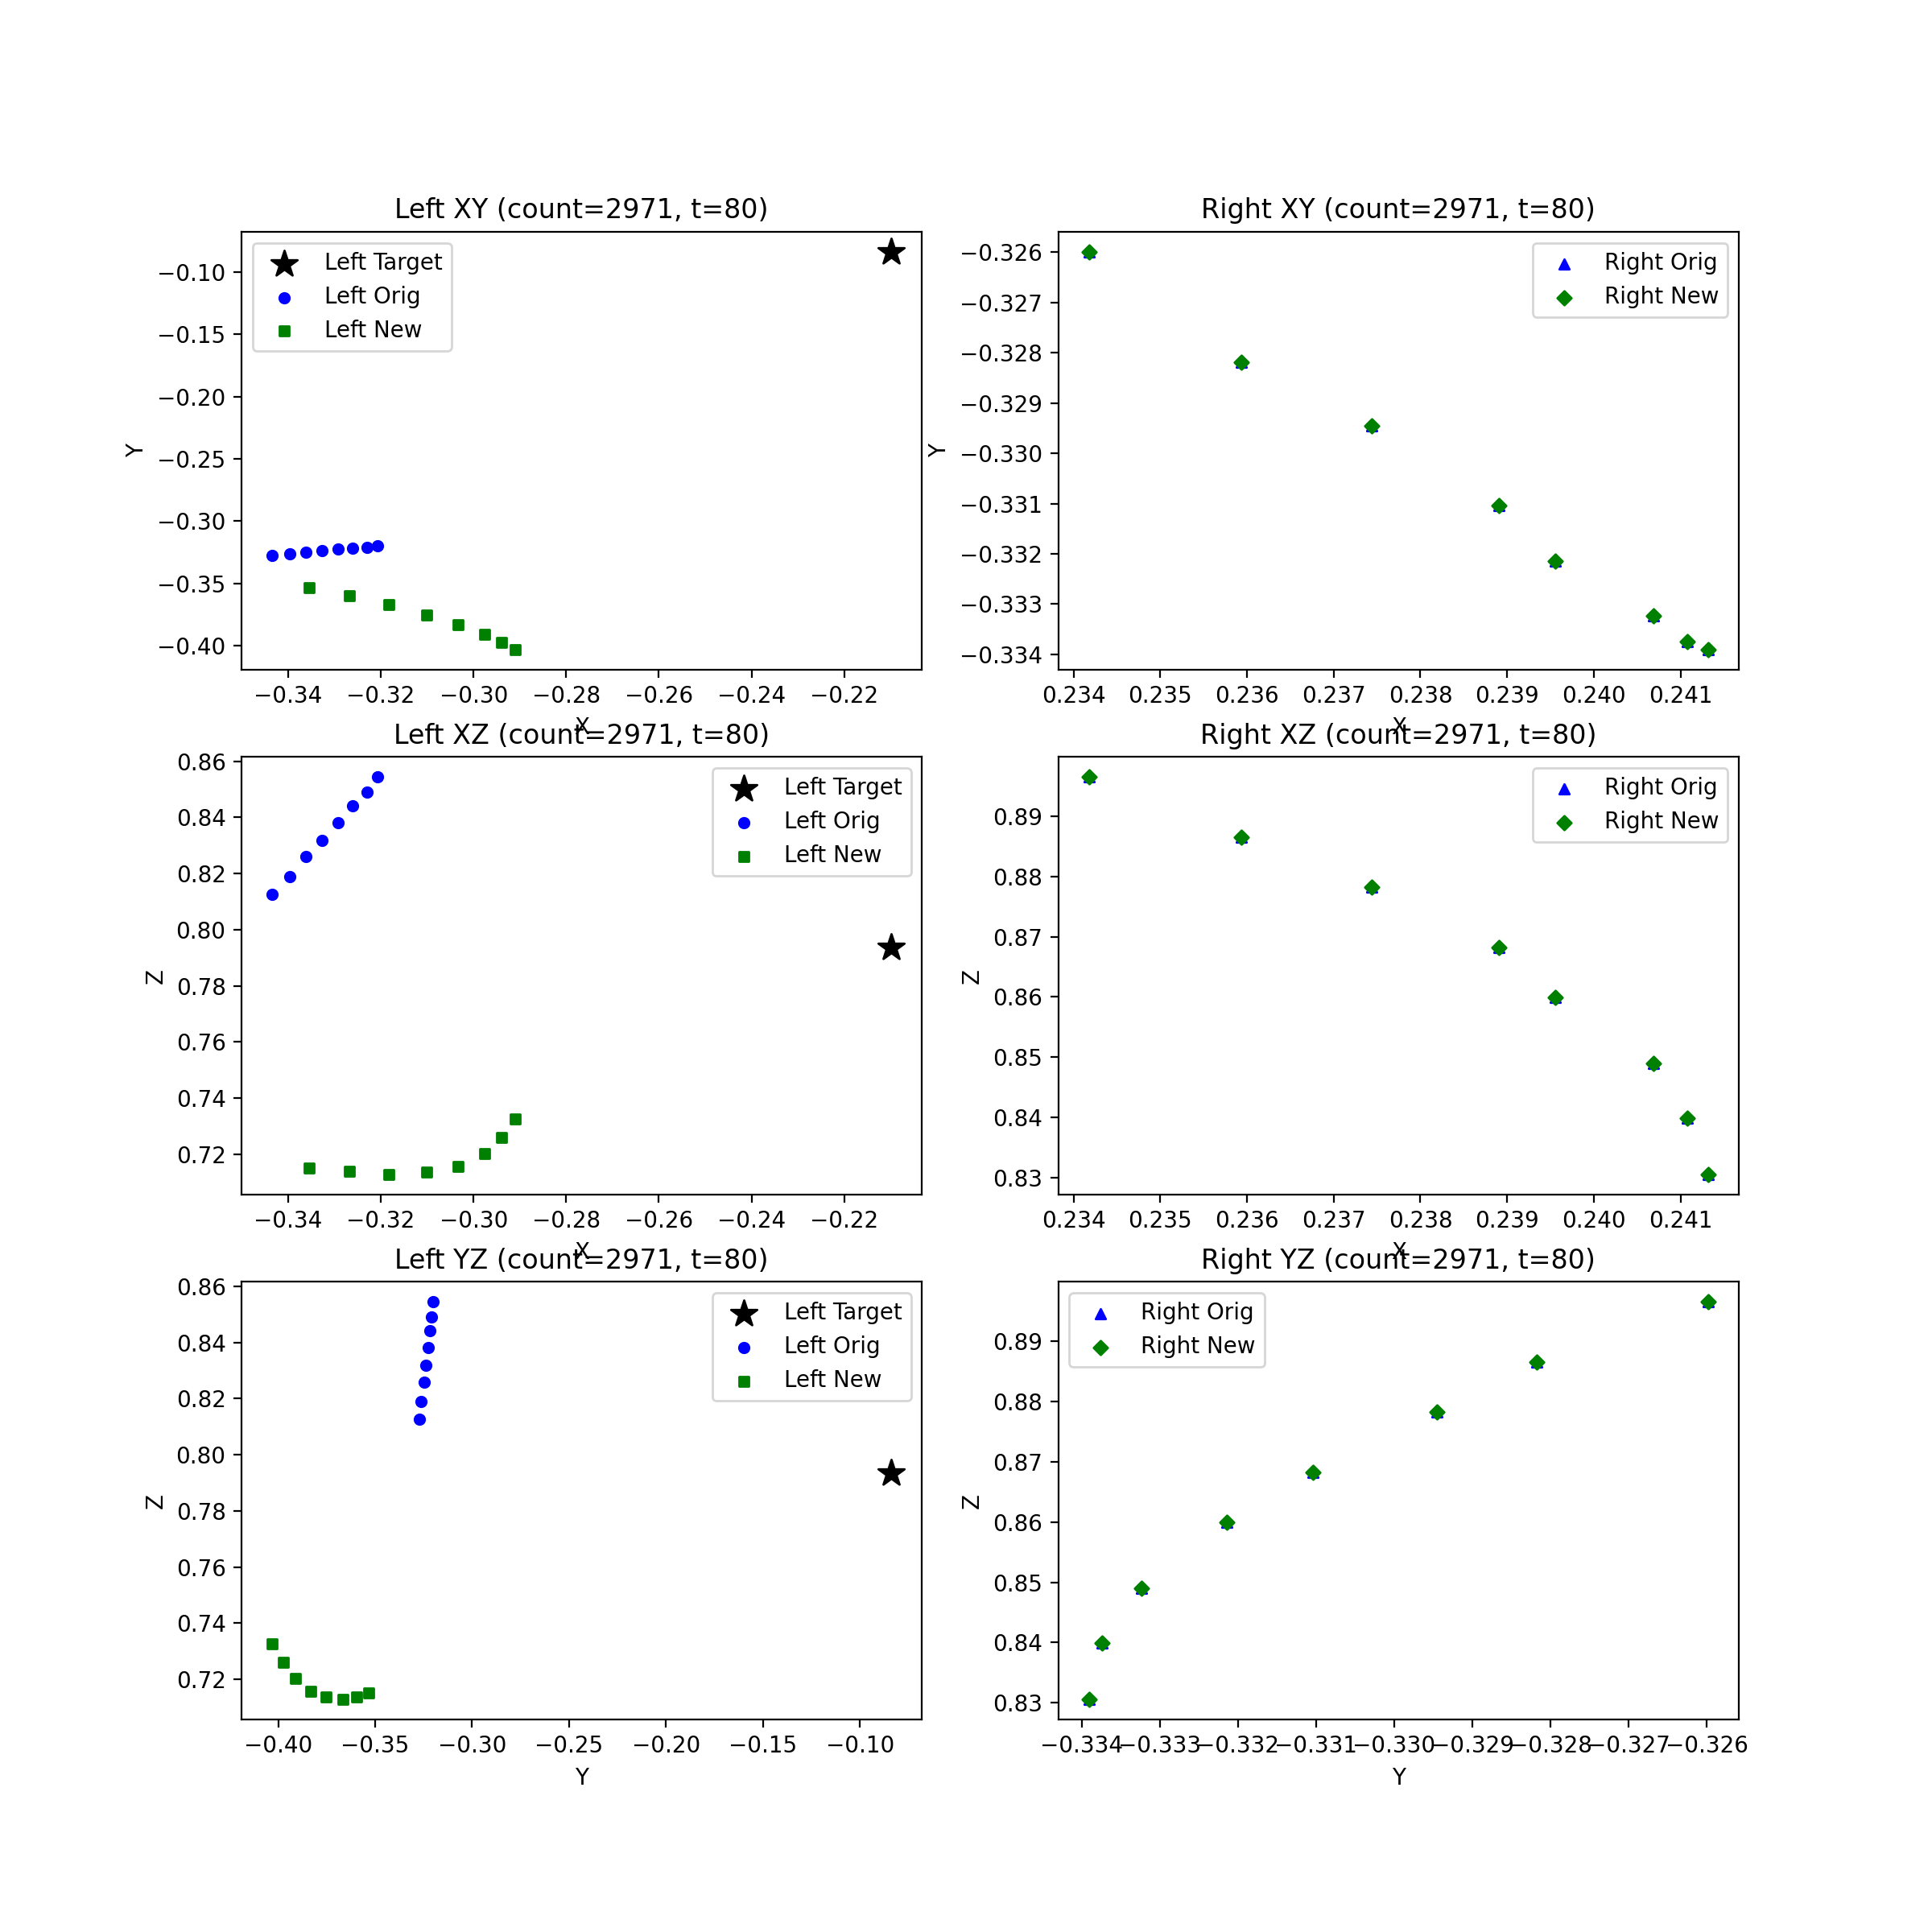 Left XY (count=2971, t=80)
Left Target
Left Orig
Left New
−0.10
−0.15
−0.20
−0.25
−0.30
−0.35
−0.40
Y
−0.34 −0.32 −0.30 −0.28 −0.26 −0.24 −0.22
X
Right XY (count=2971, t=80)
Right Orig
Right New
−0.326
−0.327
−0.328
−0.329
−0.330
−0.331
−0.332
−0.333
−0.334
Y
0.234 0.235 0.236 0.237 0.238 0.239 0.240 0.241
X
Left XZ (count=2971, t=80)
Left Target
Left Orig
Left New
0.86
0.84
0.82
0.80
0.78
0.76
0.74
0.72
Z
−0.34 −0.32 −0.30 −0.28 −0.26 −0.24 −0.22
X
Right XZ (count=2971, t=80)
Right Orig
Right New
0.89
0.88
0.87
0.86
0.85
0.84
0.83
Z
0.234 0.235 0.236 0.237 0.238 0.239 0.240 0.241
X
Left YZ (count=2971, t=80)
Left Target
Left Orig
Left New
0.86
0.84
0.82
0.80
0.78
0.76
0.74
0.72
Z
−0.40 −0.35 −0.30 −0.25 −0.20 −0.15 −0.10
Y
Right YZ (count=2971, t=80)
Right Orig
Right New
0.89
0.88
0.87
0.86
0.85
0.84
0.83
Z
−0.334 −0.333 −0.332 −0.331 −0.330 −0.329 −0.328 −0.327 −0.326
Y